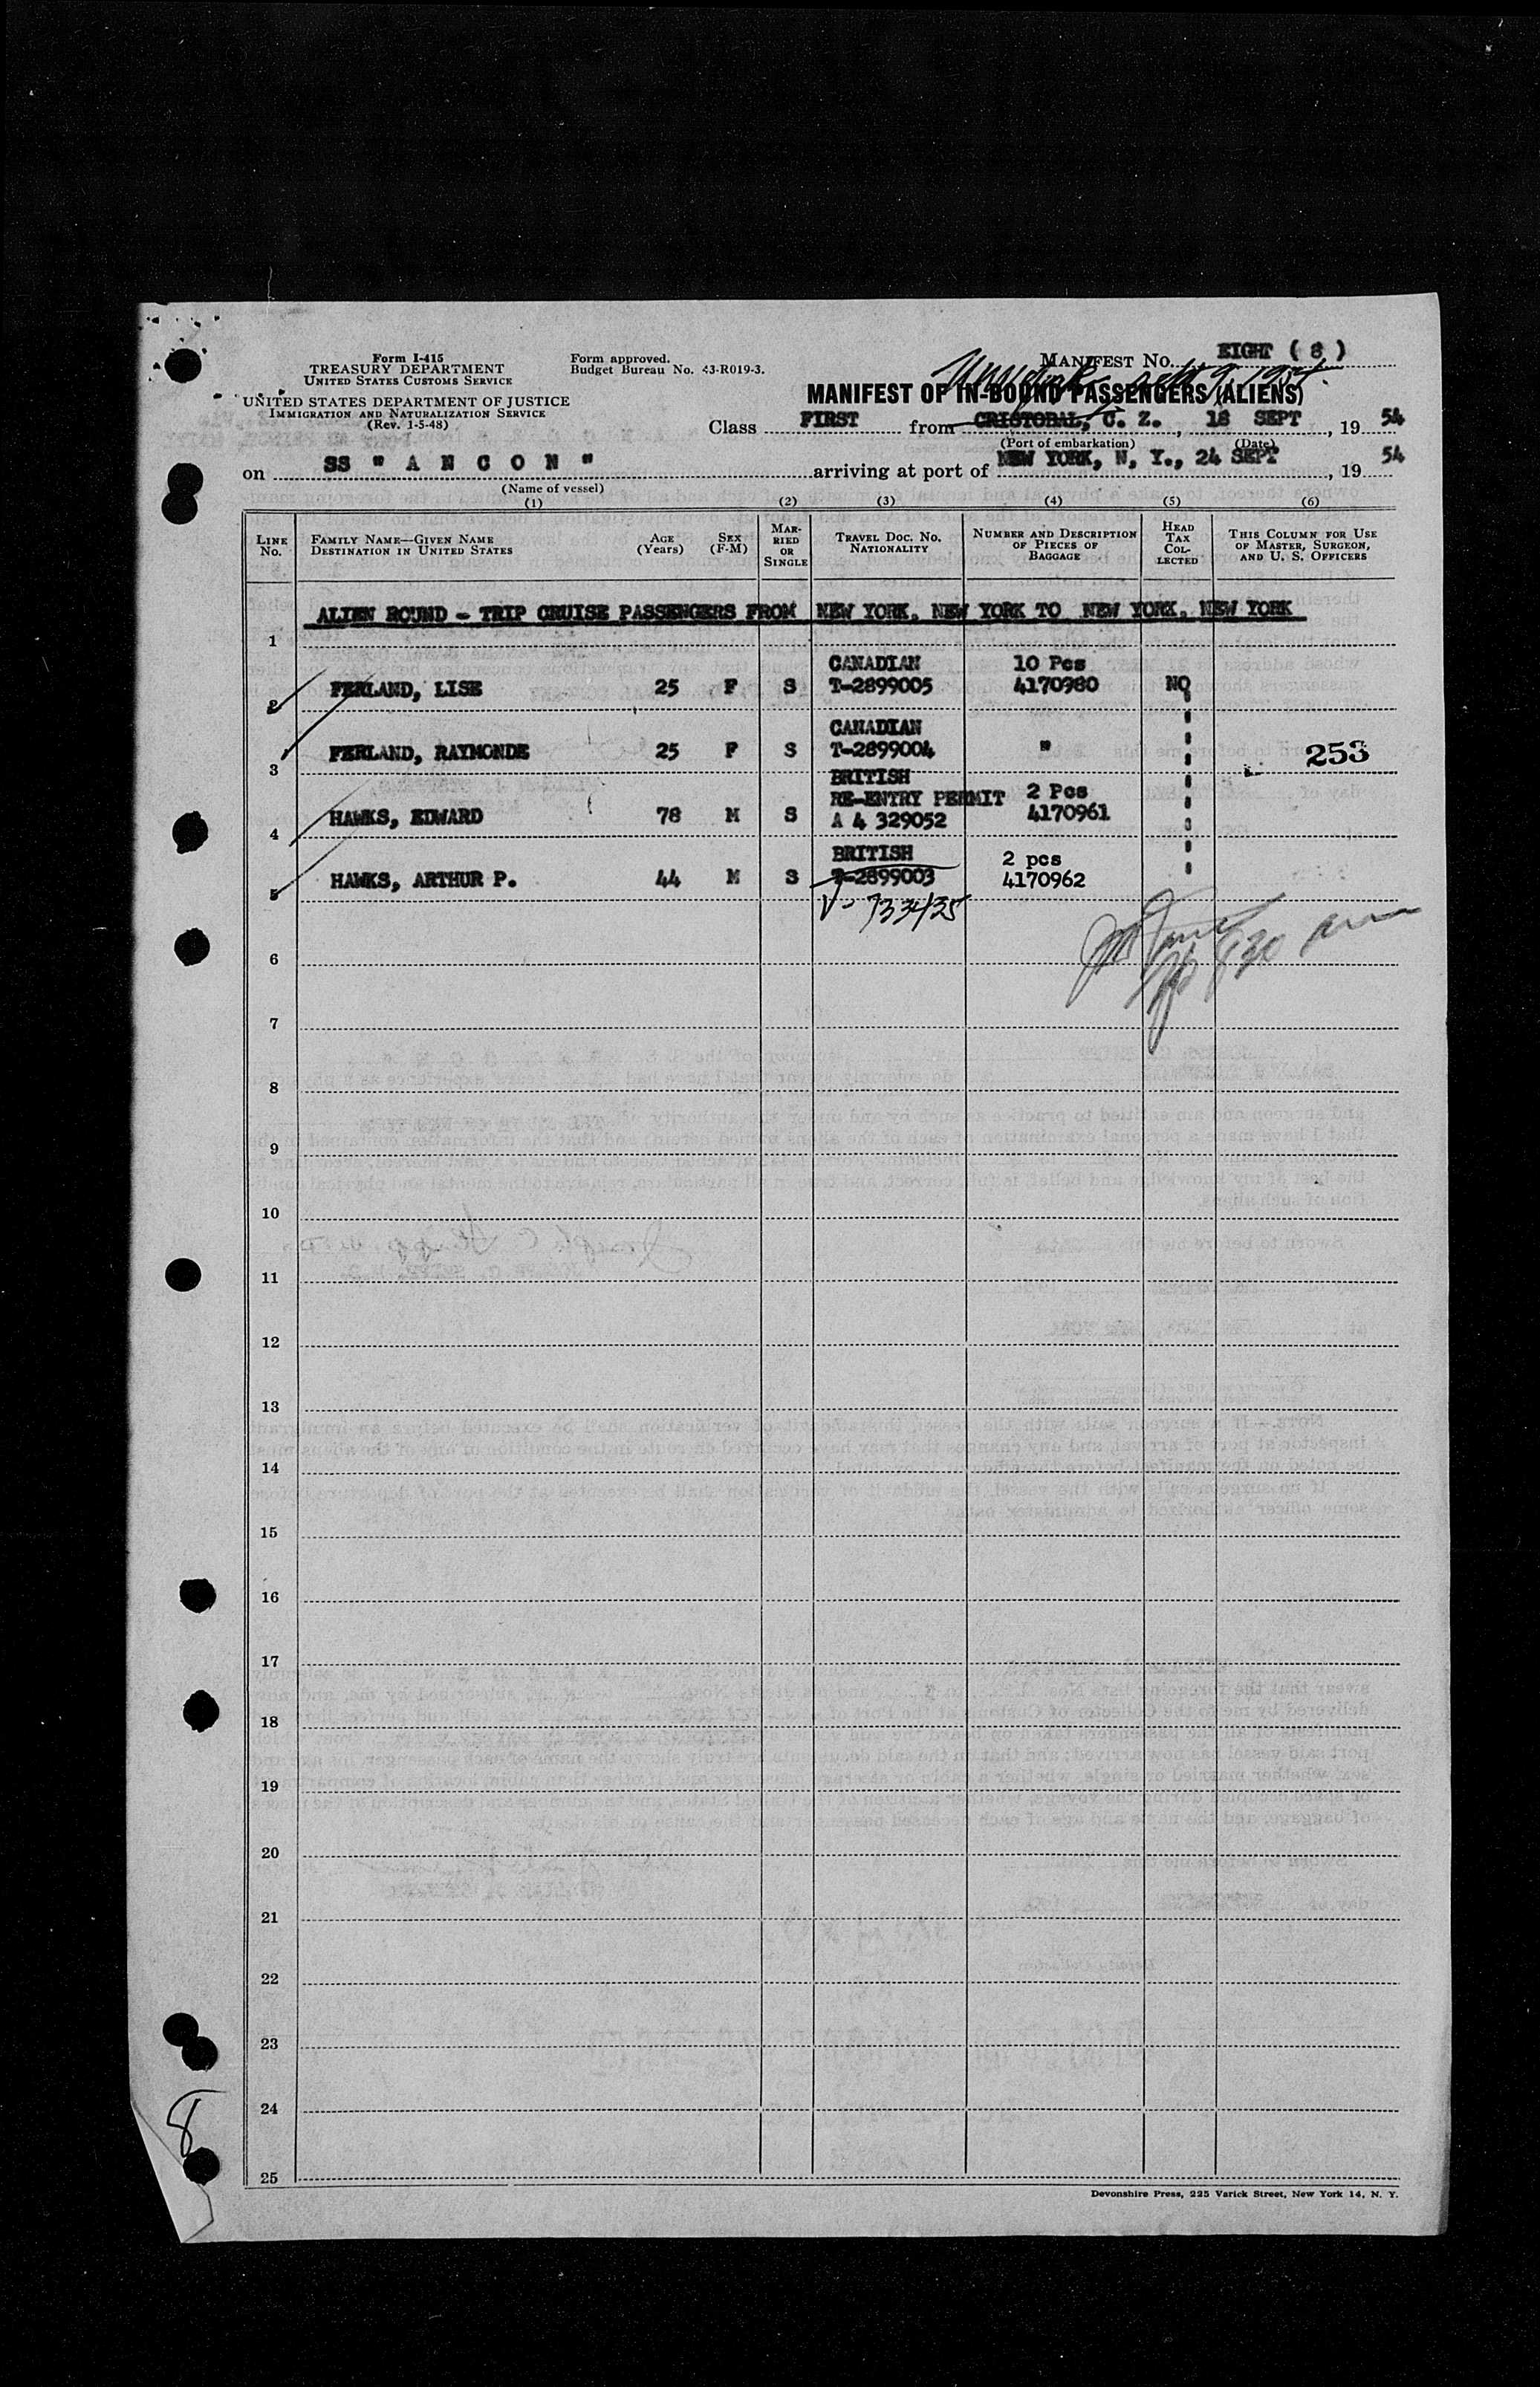 Form I-415
TREASURY DEPARTMENT
UNITED STATES CUSTOMS SERVICE
UNITED STATES DEPARTMENT OF JUSTICE
IMMIGRATION AND NATURALIZATION SERVICE
(Rev. 1-5-48)
Form approved.
Budget Bureau No. 43-R019-3.
MANIFEST No. EIGHT ( 8 )
MANIFEST OF IN-BOUND PASSENGERS (ALIENS)
Class FIRST from CRISTOBAL, C. Z., 18 SEPT, 19 54
(Port of embarkation) (Date)
on SS " A N C O N " arriving at port of NEW YORK, N, Y., 24 SEPT, 19 54
(Name of vessel)
(1) (2) (3) (4) (5) (6)
LINE No. FAMILY NAME—GIVEN NAME DESTINATION IN UNITED STATES AGE (Years) SEX (F-M) MARRIED OR SINGLE TRAVEL DOC. NO. NATIONALITY NUMBER AND DESCRIPTION OF PIECES OF BAGGAGE HEAD TAX COLLECTED THIS COLUMN FOR USE OF MASTER, SURGEON, AND U. S. OFFICERS
ALIEN ROUND - TRIP CRUISE PASSENGERS FROM NEW YORK, NEW YORK TO NEW YORK, NEW YORK
1
CANADIAN 10 Pcs
2 FERLAND, LISE 25 F S T-2899005 4170980 NO
CANADIAN
3 FERLAND, RAYMONDE 25 F S T-2899004 " 253
BRITISH
RE-ENTRY PERMIT 2 Pcs
4 HAWKS, EDWARD 78 M S A 4 329052 4170961
BRITISH 2 pcs
5 HAWKS, ARTHUR P. 44 M S T-2899003 4170962
V- 733435
6
7
8
9
10
11
12
13
14
15
16
17
18
19
20
21
22
23
24
25
8
Devonshire Press, 225 Varick Street, New York 14, N. Y.